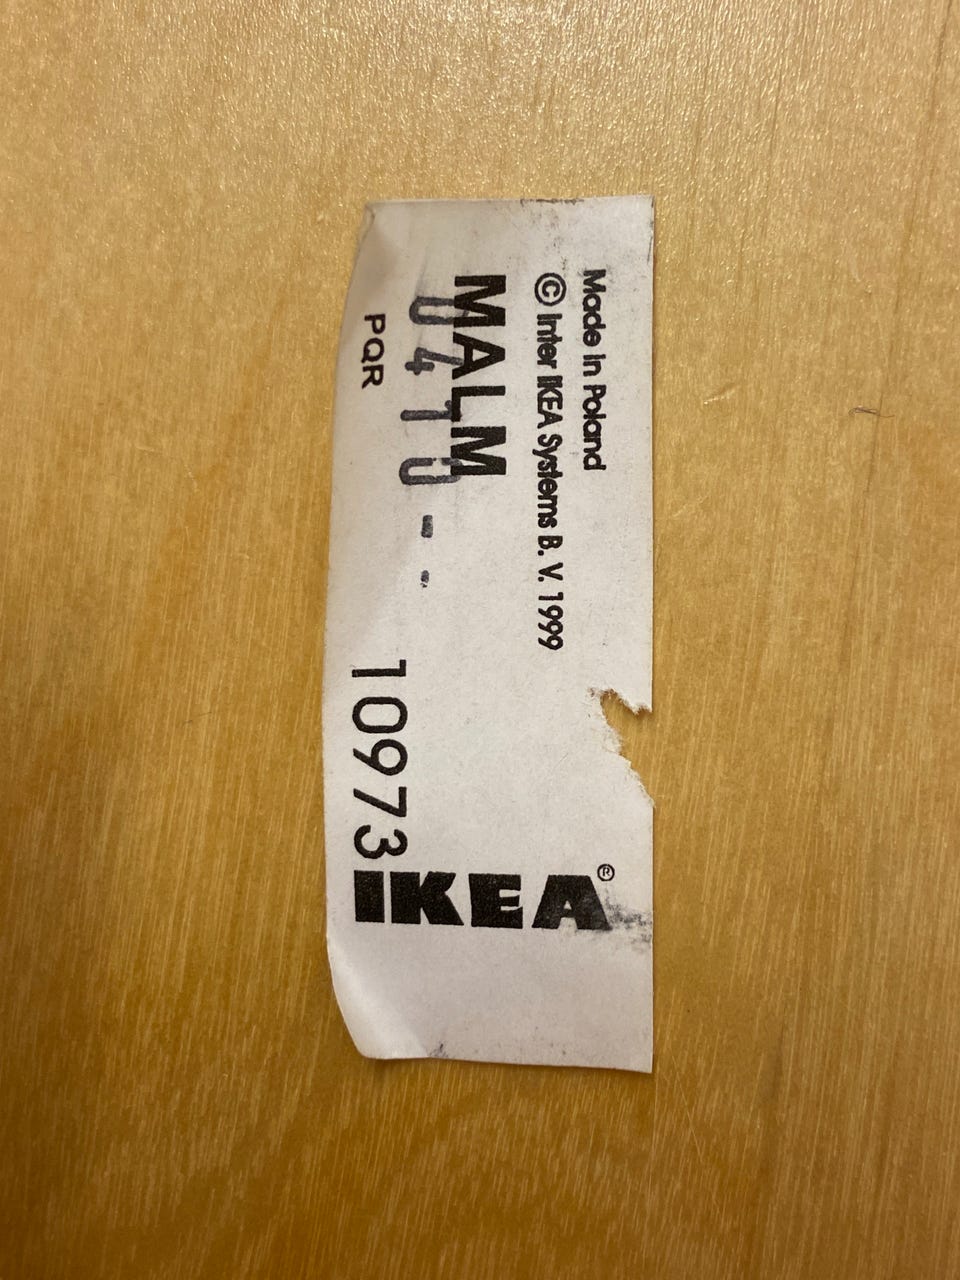 Made in Poland
© Inter IKEA Systems B. V. 1999
MALM
0410--
PQR
10973
IKEA®